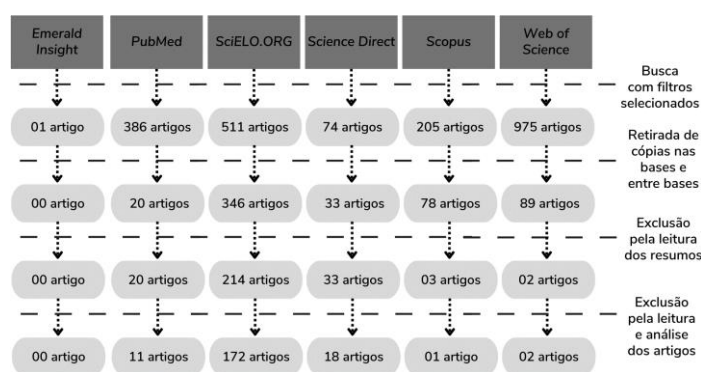 Emerald
Insight
PubMed
SciELO.ORG
Science Direct
Scopus
Web of
Science
Busca
com filtros
selecionados
01 artigo
386 artigos
511 artigos
74 artigos
205 artigos
975 artigos
Retirada de
cópias nas
bases e
entre bases
00 artigo
20 artigos
346 artigos
33 artigos
78 artigos
89 artigos
Exclusão
pela leitura
dos resumos
00 artigo
20 artigos
214 artigos
33 artigos
03 artigos
02 artigos
Exclusão
pela leitura
e análise
dos artigos
00 artigo
11 artigos
172 artigos
18 artigos
01 artigo
02 artigos